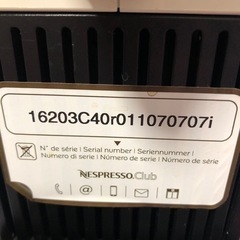 16203C40r011070707i
N° de série / Serial number / Seriennummer /
Numero di serie / Número de serie / Número de série
NESPRESSO.Club
@